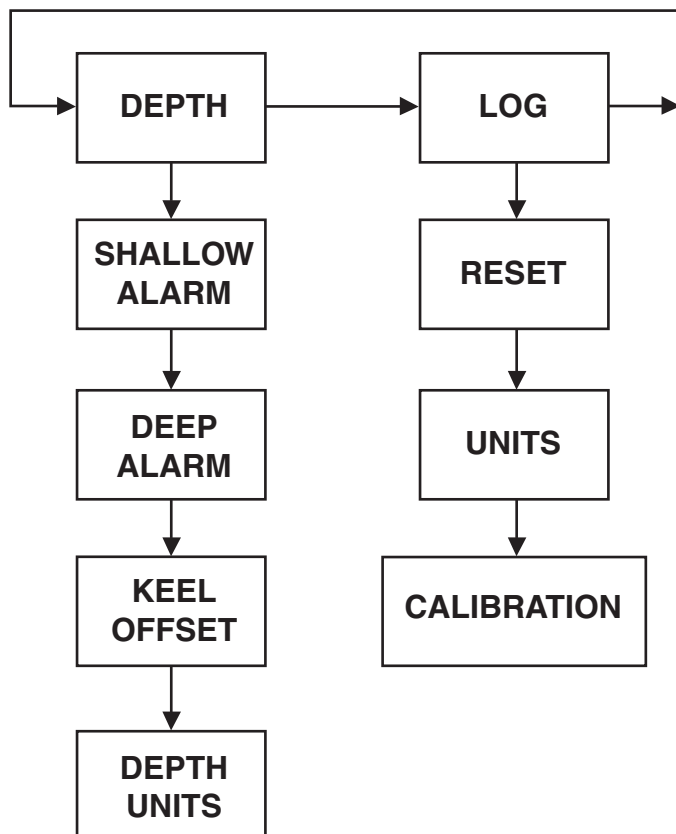 DEPTH
LOG
SHALLOW
ALARM
RESET
DEEP
ALARM
UNITS
KEEL
OFFSET
CALIBRATION
DEPTH
UNITS